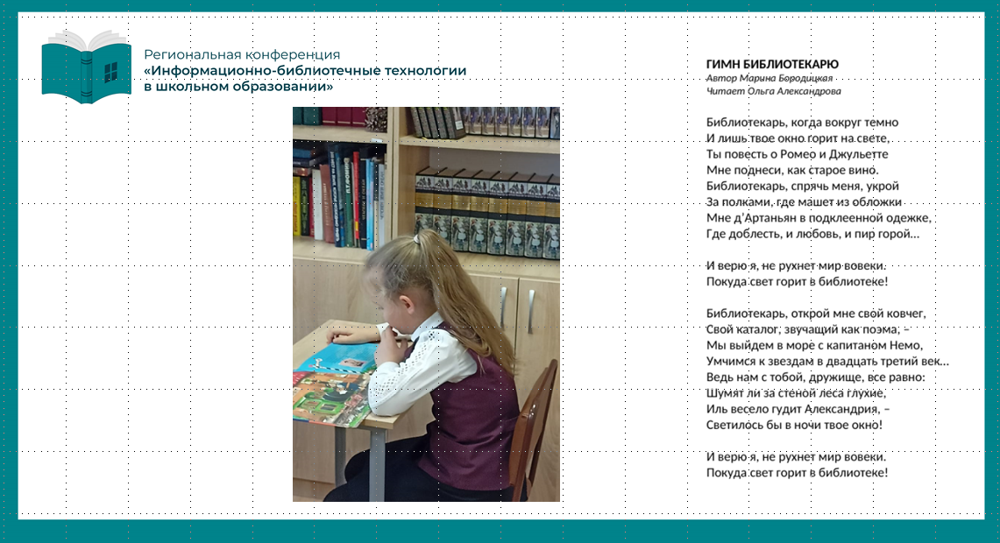 Региональная конференция
«Информационно-библиотечные технологии
в школьном образовании»
ГИМН БИБЛИОТЕКАРЮ
Автор Марина Бородицкая
Читает Ольга Александрова
Библиотекарь, когда вокруг темно
И лишь твое окно горит на свете,
Ты повесть о Ромео и Джульетте
Мне поднеси, как старое вино.
Библиотекарь, спрячь меня, укрой
За полками, где машет из обложки
Мне д’Артаньян в подклеенной одежке,
Где доблесть, и любовь, и пир горой...
И верю я, не рухнет мир вовеки.
Покуда свет горит в библиотеке!
Библиотекарь, открой мне свой ковчег,
Свой каталог, звучащий как поэма, –
Мы выйдем в море с капитаном Немо,
Умчимся к звездам в двадцать третий век...
Ведь нам с тобой, дружище, все равно:
Шумят ли за стеной леса глухие,
Иль весело гудит Александрия, –
Светилось бы в ночи твое окно!
И верю я, не рухнет мир вовеки.
Покуда свет горит в библиотеке!